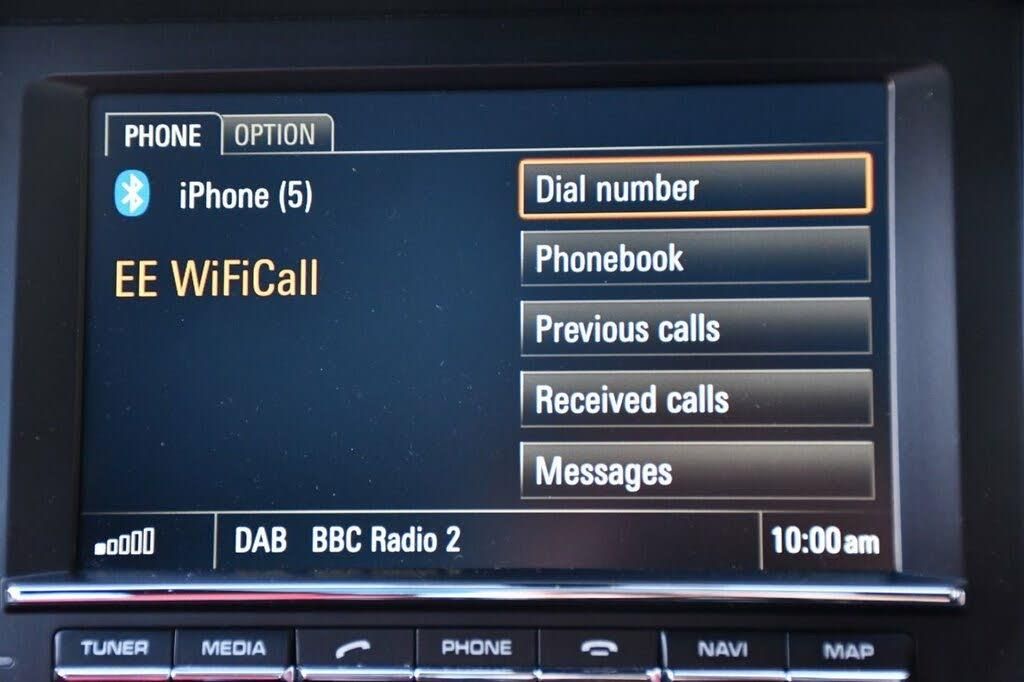 PHONE OPTION
iPhone (5)
EE WiFiCall
Dial number
Phonebook
Previous calls
Received calls
Messages
DAB BBC Radio 2 10:00am
TUNER MEDIA PHONE NAVI MAP